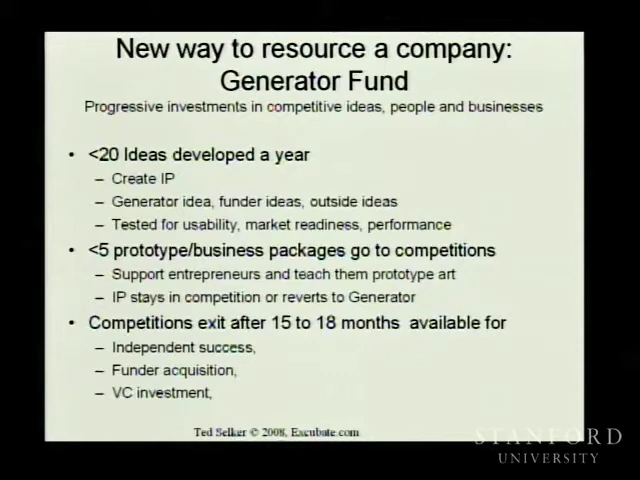 New way to resource a company:
Generator Fund
Progressive investments in competitive ideas, people and businesses
• <20 Ideas developed a year
– Create IP
– Generator idea, funder ideas, outside ideas
– Tested for usability, market readiness, performance
• <5 prototype/business packages go to competitions
– Support entrepreneurs and teach them prototype art
– IP stays in competition or reverts to Generator
• Competitions exit after 15 to 18 months available for
– Independent success,
– Funder acquisition,
– VC investment,
Ted Selker © 2008, Excubate.com
STANFORD
UNIVERSITY